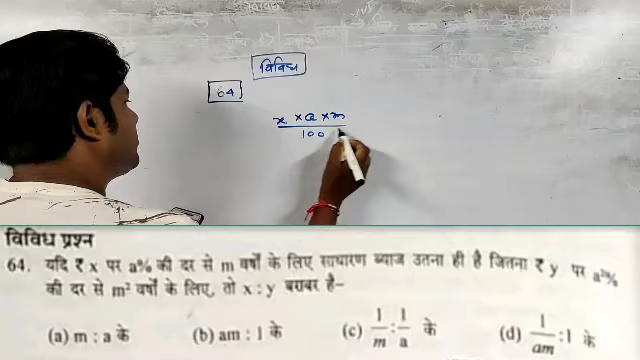 विविध
64
x × a × m
100
विविध प्रश्न
64. यदि ₹ x पर a% की दर से m वर्षों के लिए साधारण ब्याज उतना ही है जितना ₹ y पर a²%
की दर से m² वर्षों के लिए, तो x : y बराबर है–
(a) m : a के (b) am : 1 के (c) 1/m : 1/a के (d) 1/am : 1 के